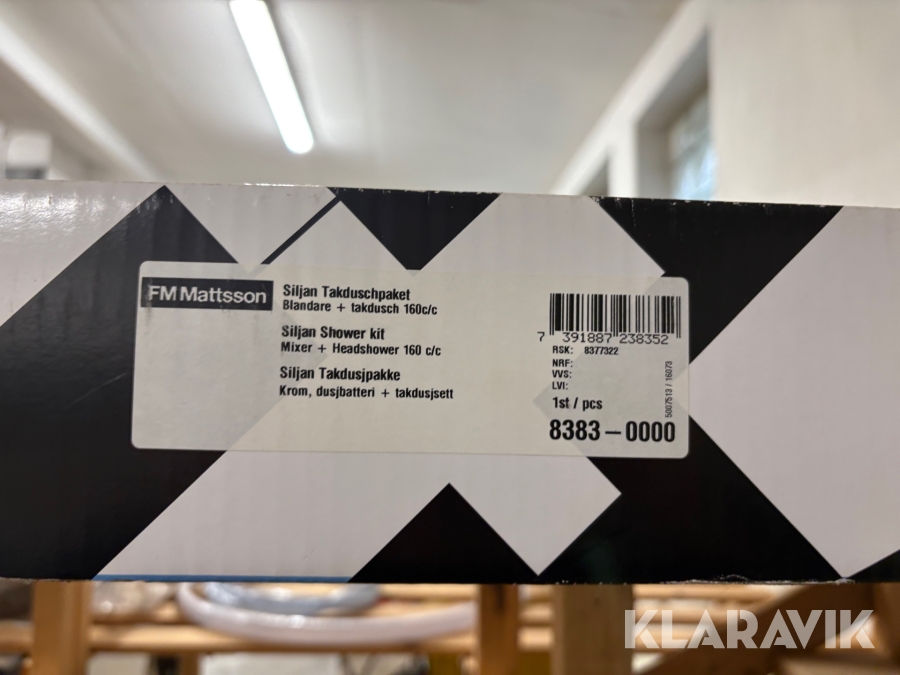 FM Mattsson
Siljan Takduschpaket
Blandare + takdusch 160c/c
Siljan Shower kit
Mixer + Headshower 160 c/c
Siljan Takdusjpakke
Krom, dusjbatteri + takdusjsett
7 391887 238352
RSK: 8377322
NRF:
VVS:
LVI:
1st / pcs
8383-0000
5007513 / 16073
KLARAVIK